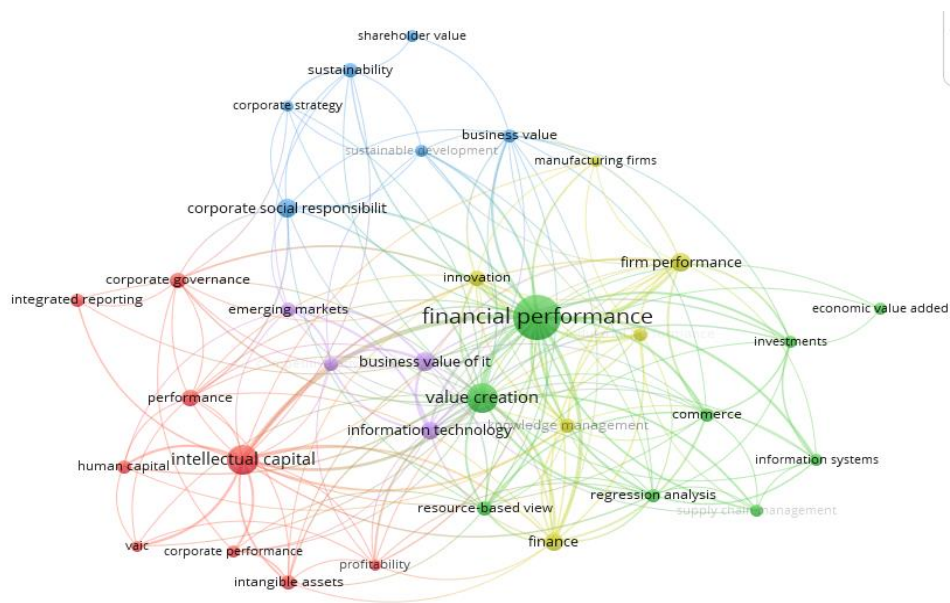 shareholder value
sustainability
corporate strategy
business value
sustainable development
manufacturing firms
corporate social responsibilit
firm performance
corporate governance
innovation
integrated reporting
emerging markets
economic value added
financial performance
investments
business value of it
performance
value creation
commerce
knowledge management
information technology
intellectual capital
human capital
information systems
regression analysis
resource-based view
supply chain management
finance
vaic
corporate performance
profitability
intangible assets